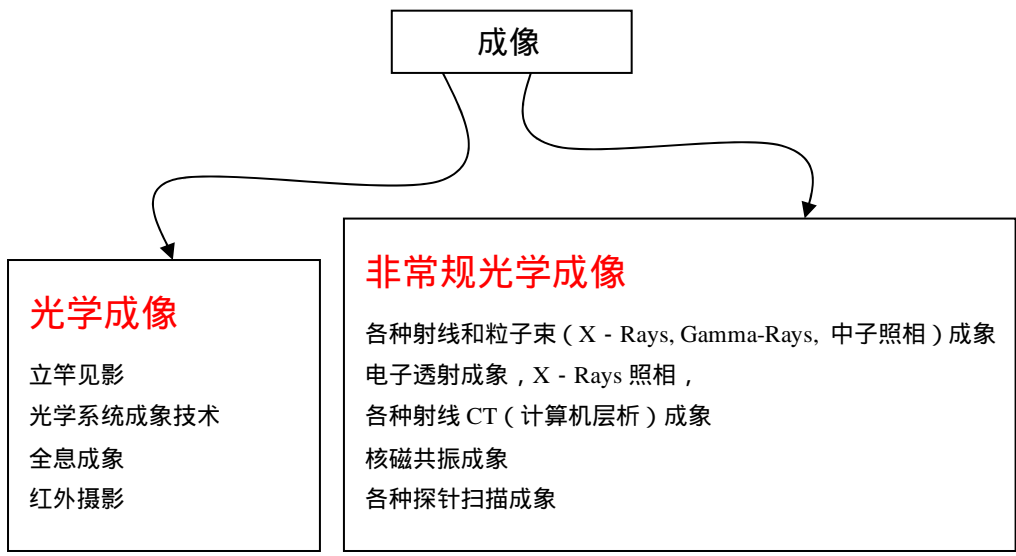 成像
光学成像
立竿见影
光学系统成象技术
全息成象
红外摄影
非常规光学成像
各种射线和粒子束（X - Rays, Gamma-Rays, 中子照相）成象
电子透射成象，X - Rays 照相，
各种射线 CT（计算机层析）成象
核磁共振成象
各种探针扫描成象